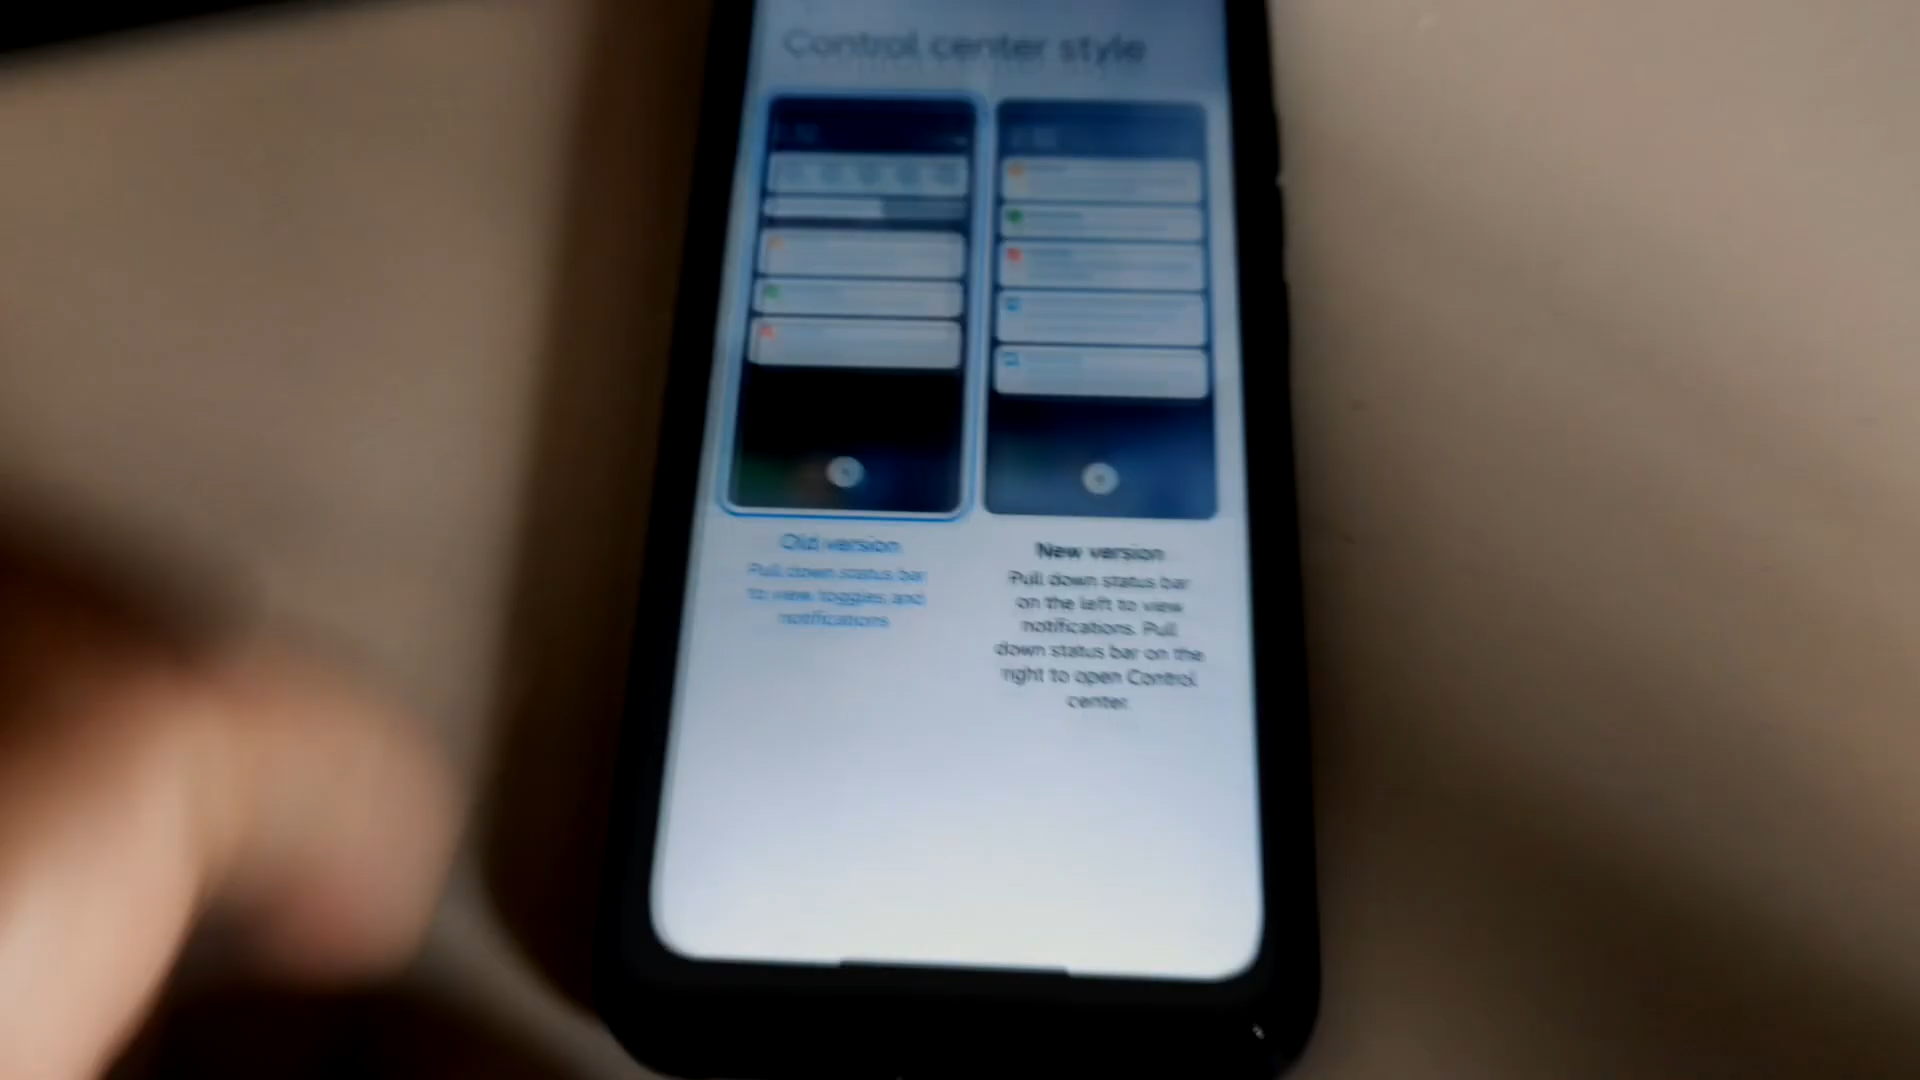 Control center style
Old version
Pull down status bar
to view toggles and
notifications
New version
Pull down status bar
on the left to view
notifications. Pull
down status bar on the
right to open Control
center.